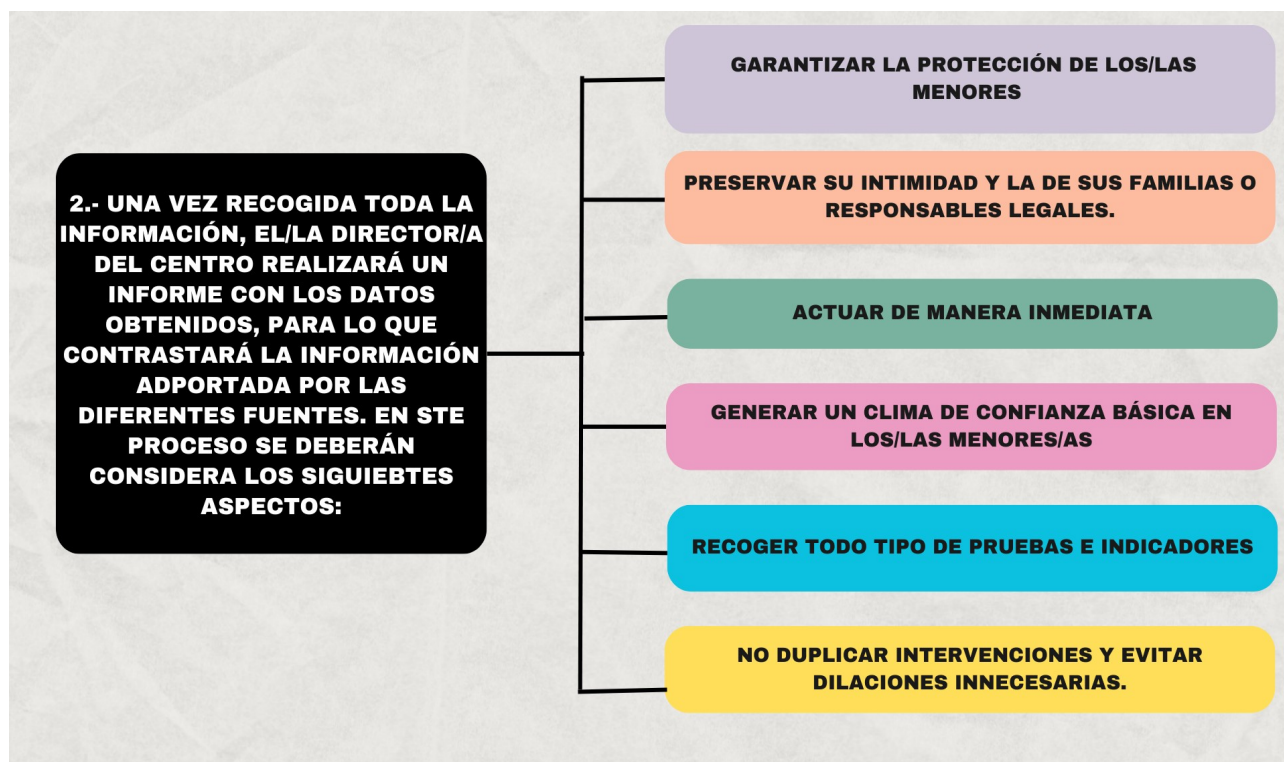 2.- UNA VEZ RECOGIDA TODA LA
INFORMACIÓN, EL/LA DIRECTOR/A
DEL CENTRO REALIZARÁ UN
INFORME CON LOS DATOS
OBTENIDOS, PARA LO QUE
CONTRASTARÁ LA INFORMACIÓN
ADPORTADA POR LAS
DIFERENTES FUENTES. EN STE
PROCESO SE DEBERÁN
CONSIDERA LOS SIGUIEBTES
ASPECTOS:
GARANTIZAR LA PROTECCIÓN DE LOS/LAS
MENORES
PRESERVAR SU INTIMIDAD Y LA DE SUS FAMILIAS O
RESPONSABLES LEGALES.
ACTUAR DE MANERA INMEDIATA
GENERAR UN CLIMA DE CONFIANZA BÁSICA EN
LOS/LAS MENORES/AS
RECOGER TODO TIPO DE PRUEBAS E INDICADORES
NO DUPLICAR INTERVENCIONES Y EVITAR
DILACIONES INNECESARIAS.